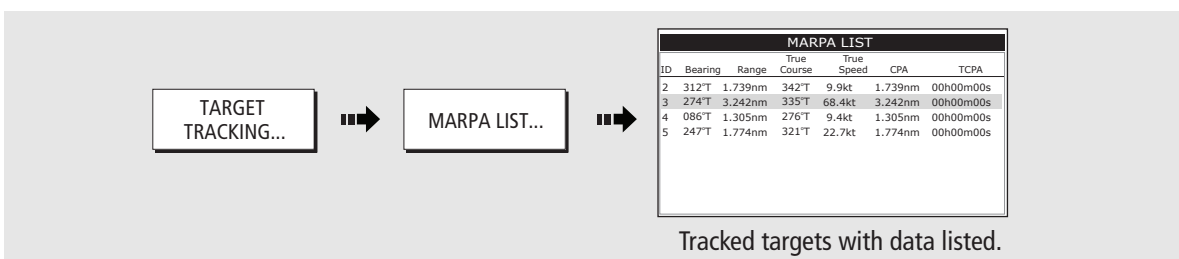 TARGET
TRACKING...
MARPA LIST...
MARPA LIST
True True
ID Bearing Range Course Speed CPA TCPA
2 312°T 1.739nm 342°T 9.9kt 1.739nm 00h00m00s
3 274°T 3.242nm 335°T 68.4kt 3.242nm 00h00m00s
4 086°T 1.305nm 276°T 9.4kt 1.305nm 00h00m00s
5 247°T 1.774nm 321°T 22.7kt 1.774nm 00h00m00s
Tracked targets with data listed.